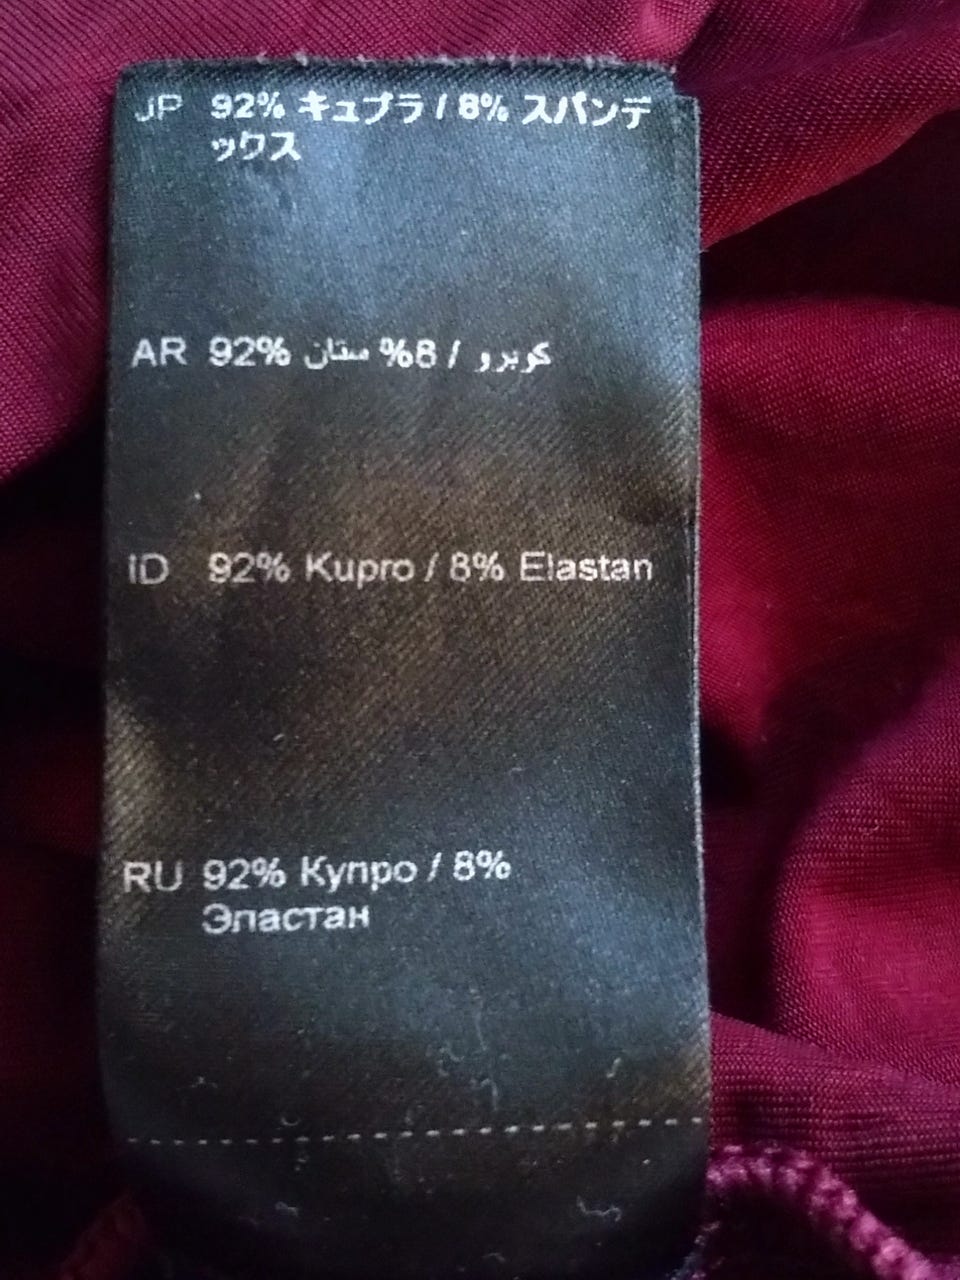 JP 92% キュプラ / 8% スパンデ
ックス
AR 92% كوبرو / 8% ستان
ID 92% Kupro / 8% Elastan
RU 92% Купро / 8%
Эластан